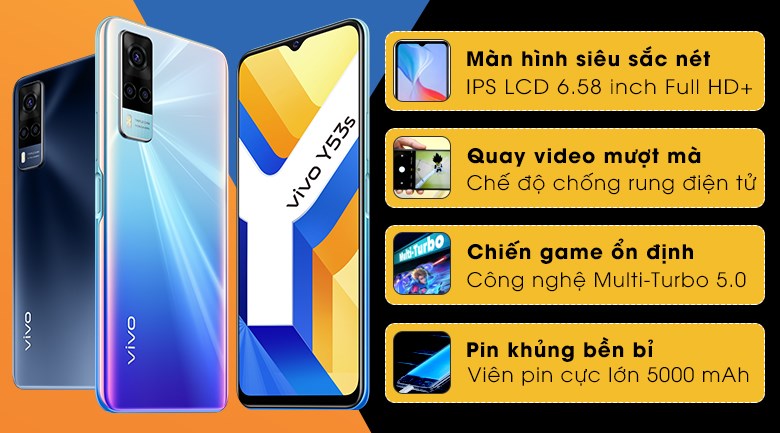 vivo
vivo
vivo Y53s
Màn hình siêu sắc nét
IPS LCD 6.58 inch Full HD+
Quay video mượt mà
Chế độ chống rung điện tử
Multi-Turbo
Chiến game ổn định
Công nghệ Multi-Turbo 5.0
Pin khủng bền bỉ
Viên pin cực lớn 5000 mAh